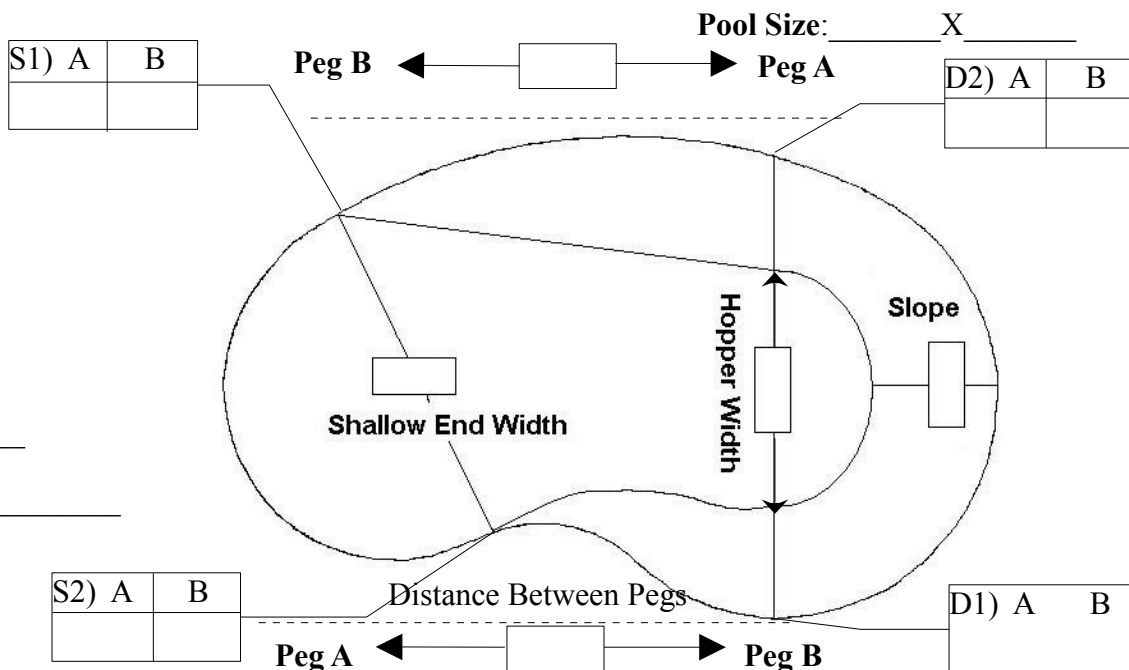 Pool Size:_______X_______
S1) A B
Peg B Peg A
D2) A B
Slope
Hopper Width
Shallow End Width
S2) A B
Distance Between Pegs
D1) A B
Peg A Peg B